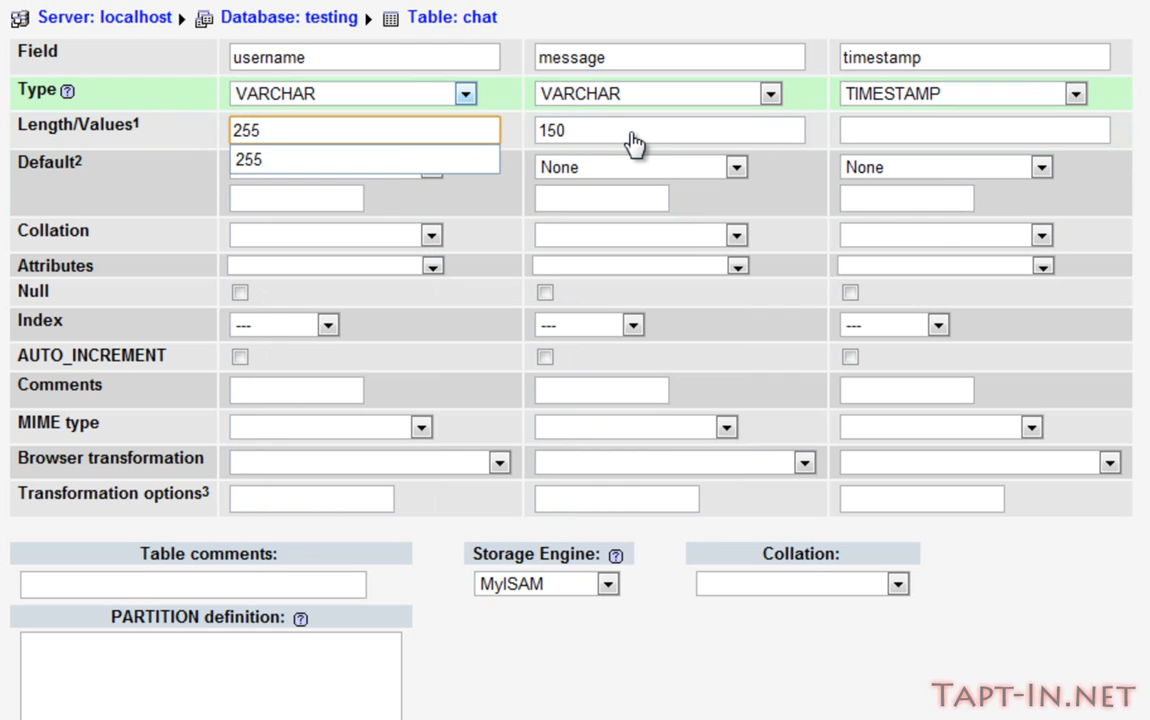 Server: localhost Database: testing Table: chat
Field username message timestamp
Type VARCHAR VARCHAR TIMESTAMP
Length/Values1 255 150
255
Default2 None None
Collation
Attributes
Null
Index --- --- ---
AUTO_INCREMENT
Comments
MIME type
Browser transformation
Transformation options3
Table comments: Storage Engine: Collation:
MyISAM
PARTITION definition:
TAPT-IN.NET